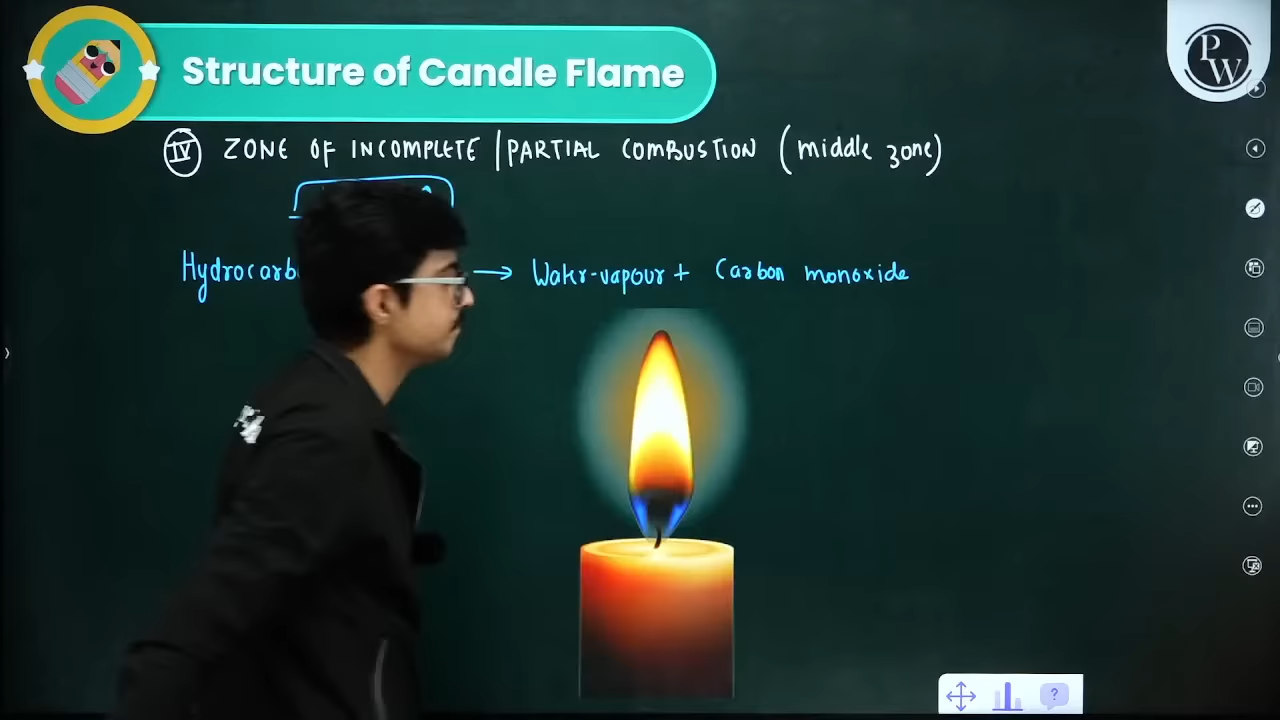 Structure of Candle Flame
PW
IV ZONE OF INCOMPLETE | PARTIAL COMBUSTION (middle zone)
Hydrocarb → Water-vapour + Carbon monoxide
?